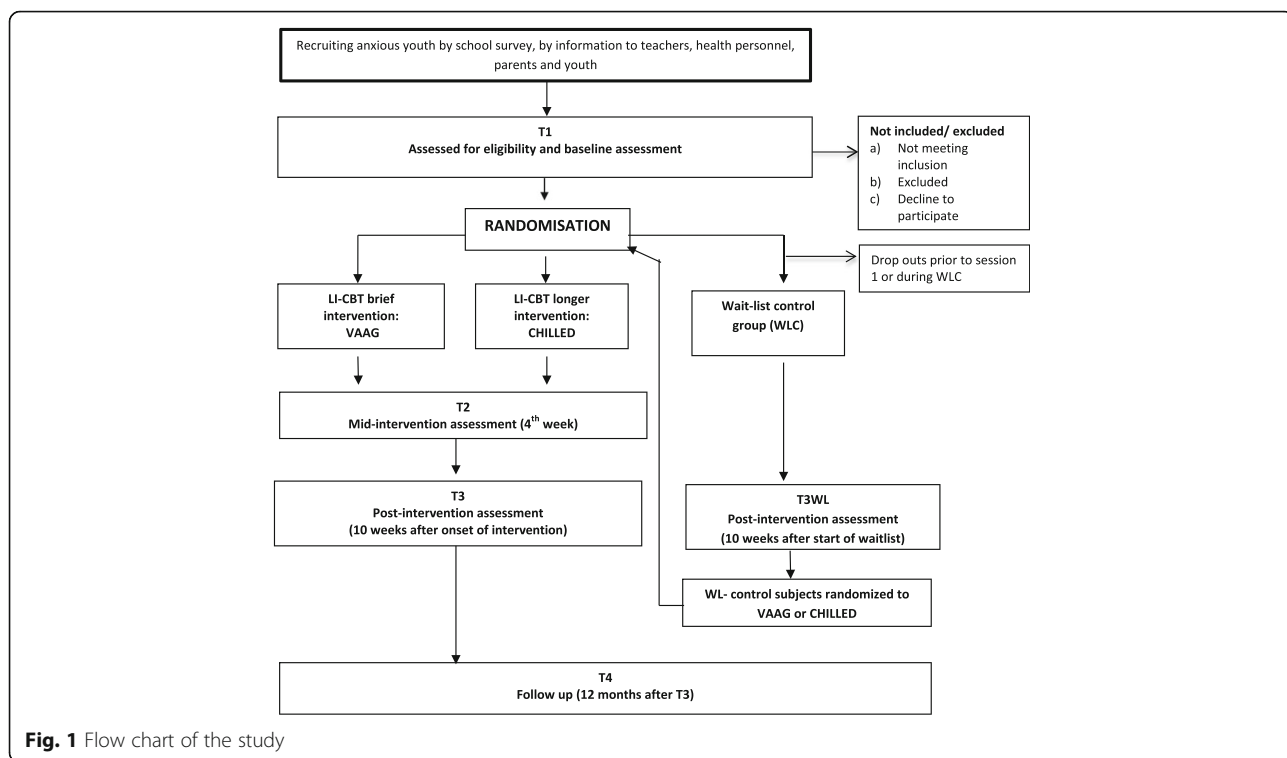 Recruiting anxious youth by school survey, by information to teachers, health personnel,
parents and youth
T1
Assessed for eligibility and baseline assessment
Not included/ excluded
a) Not meeting
inclusion
b) Excluded
c) Decline to
participate
RANDOMISATION
Drop outs prior to session
1 or during WLC
LI-CBT brief
intervention:
VAAG
LI-CBT longer
intervention:
CHILLED
Wait-list control
group (WLC)
T2
Mid-intervention assessment (4th week)
T3
Post-intervention assessment
(10 weeks after onset of intervention)
T3WL
Post-intervention assessment
(10 weeks after start of waitlist)
WL- control subjects randomized to
VAAG or CHILLED
T4
Follow up (12 months after T3)
Fig. 1 Flow chart of the study